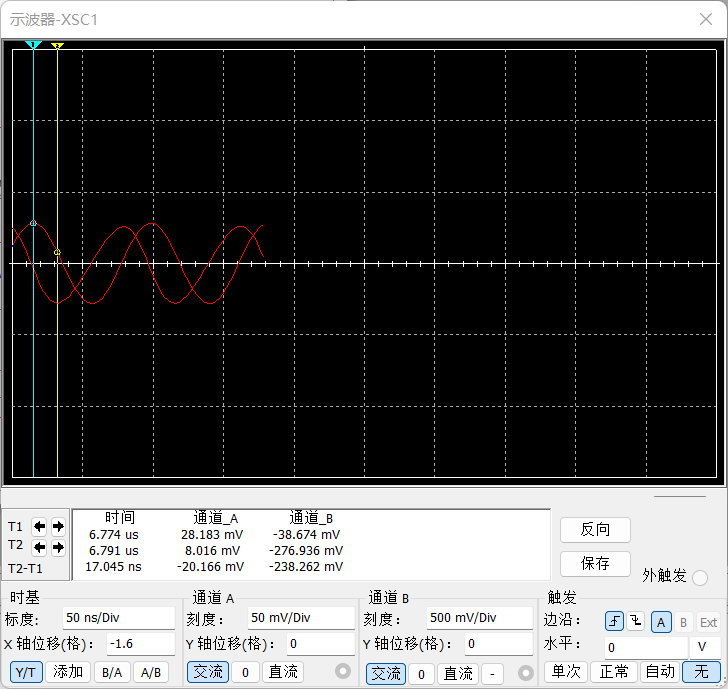 示波器-XSC1
1 2
时间 通道_A 通道_B
T1 6.774 us 28.183 mV -38.674 mV
T2 6.791 us 8.016 mV -276.936 mV
T2-T1 17.045 ns -20.166 mV -238.262 mV
反向
保存
外触发
时基
标度: 50 ns/Div
X 轴位移(格): -1.6
Y/T 添加 B/A A/B
通道 A
刻度: 50 mV/Div
Y 轴位移(格): 0
交流 0 直流
通道 B
刻度: 500 mV/Div
Y 轴位移(格): 0
交流 0 直流 -
触发
边沿: A B Ext
水平: 0 V
单次 正常 自动 无